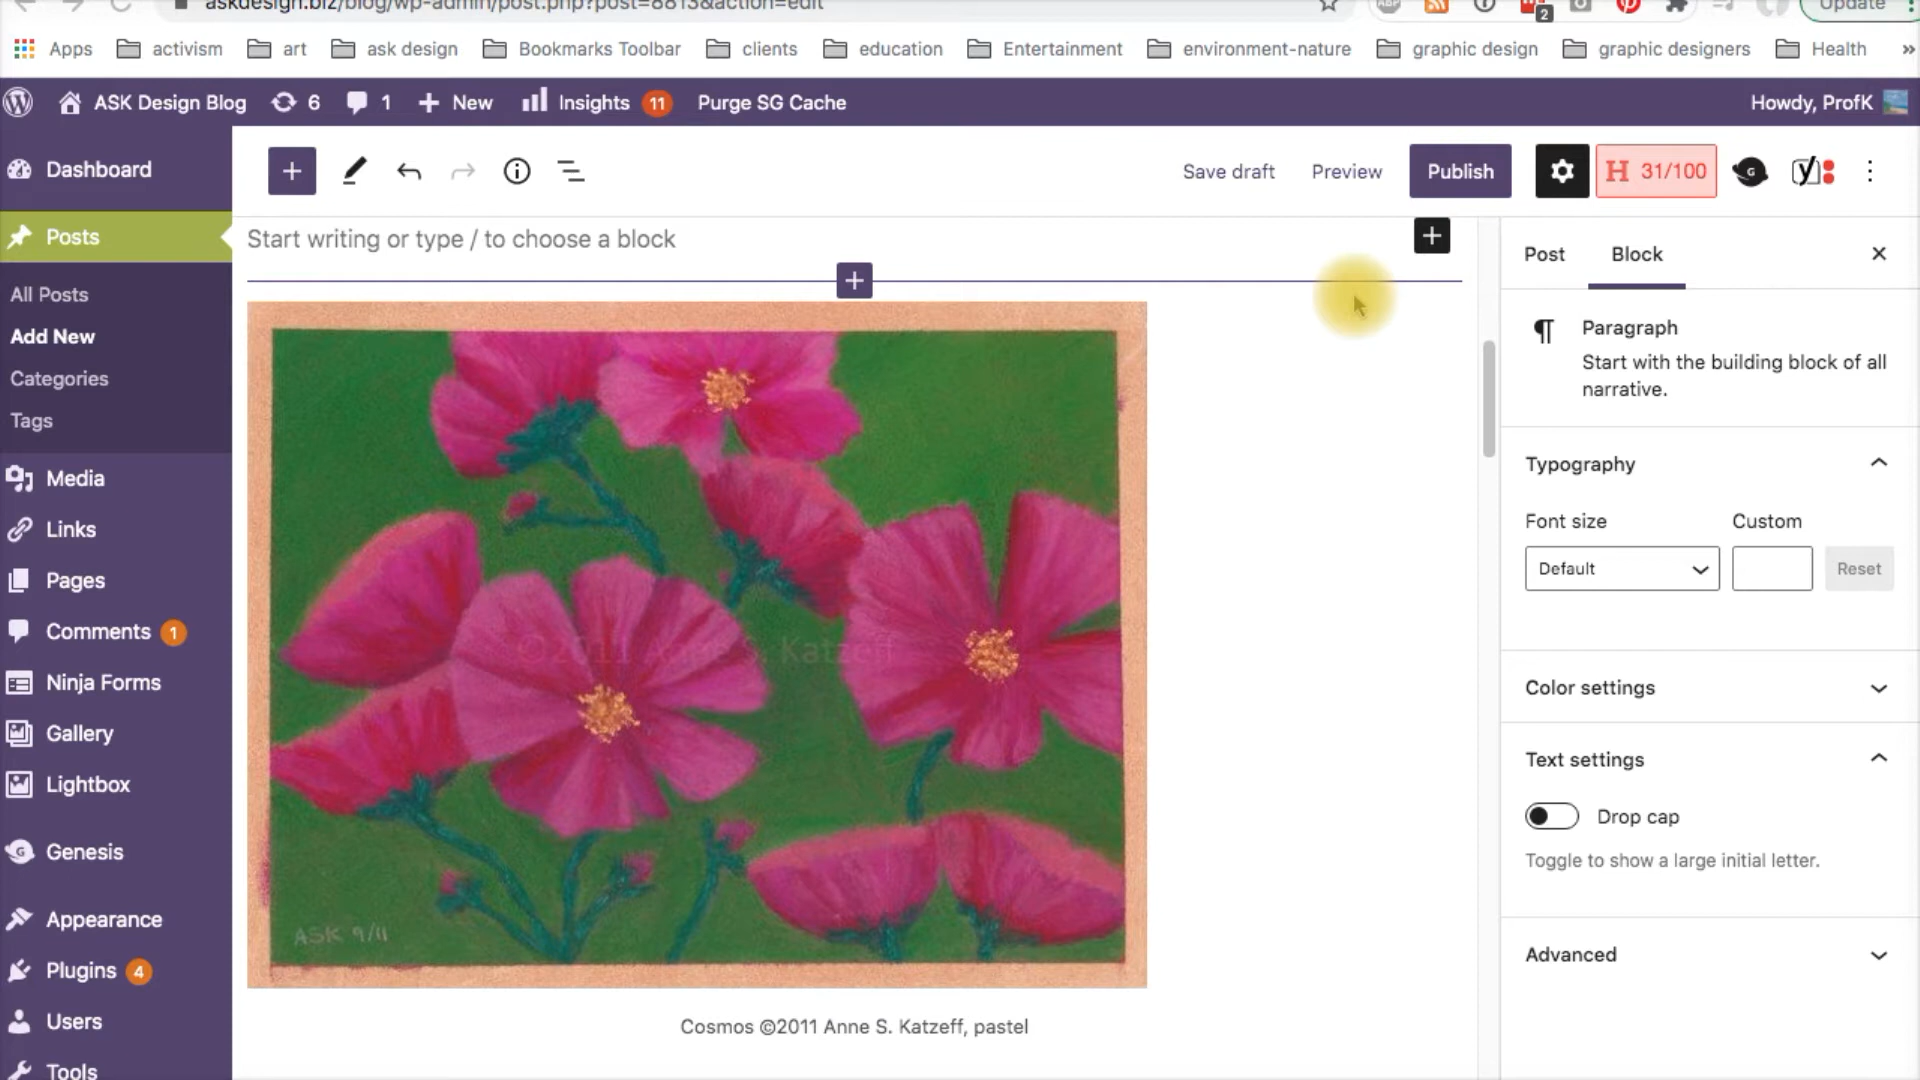 askdesign.biz/blog/wp-admin/post.php?post=8813&action=edit
2
Update
Apps activism art ask design Bookmarks Toolbar clients education Entertainment environment-nature graphic design graphic designers Health »
ASK Design Blog 6 1 New Insights 11 Purge SG Cache Howdy, ProfK
Dashboard
Posts
All Posts
Add New
Categories
Tags
Media
Links
Pages
Comments 1
Ninja Forms
Gallery
Lightbox
Genesis
Appearance
Plugins 4
Users
Tools
Save draft Preview Publish H 31/100
Start writing or type / to choose a block
©2011 Anne S. Katzeff
ASK 9/11
Cosmos ©2011 Anne S. Katzeff, pastel
Post Block
Paragraph
Start with the building block of all
narrative.
Typography
Font size Custom
Default Reset
Color settings
Text settings
Drop cap
Toggle to show a large initial letter.
Advanced